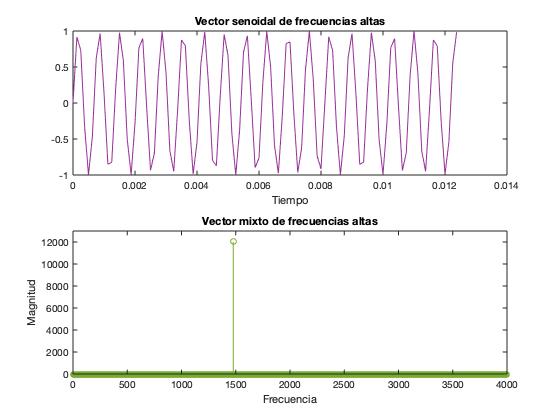 Vector senoidal de frecuencias altas
1
0.5
0
-0.5
-1
0 0.002 0.004 0.006 0.008 0.01 0.012 0.014
Tiempo
Vector mixto de frecuencias altas
Magnitud
12000
10000
8000
6000
4000
2000
0
0 500 1000 1500 2000 2500 3000 3500 4000
Frecuencia